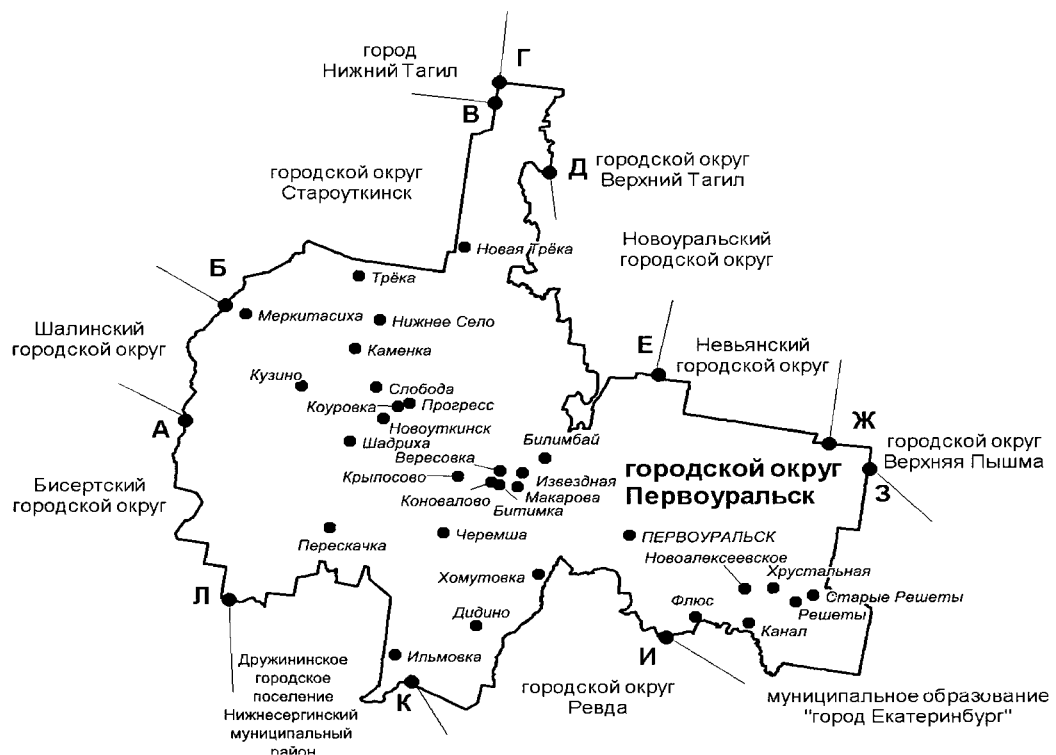 город
Нижний Тагил
Г
В
городской округ
Староуткинск
Д
городской округ
Верхний Тагил
Новая Трёка
Новоуральский
городской округ
Б
Трёка
Меркитасиха
Нижнее Село
Шалинский
городской округ
Е
Невьянский
городской округ
Каменка
Кузино
Слобода
Коуровка
Прогресс
Новоуткинск
А
Шадриха
Билимбай
Ж
городской округ
Верхняя Пышма
З
Вересовка
Крылосово
Извездная
Коновалово
Макарова
Битимка
городской округ
Первоуральск
Бисертский
городской округ
Перескачка
Черемша
ПЕРВОУРАЛЬСК
Новоалексеевское
Хрустальная
Хомутовка
Старые Решеты
Решеты
Л
Дидино
Флюс
Канал
И
Ильмовка
К
Дружининское
городское
поселение
Нижнесергинский
муниципальный
район
городской округ
Ревда
муниципальное образование
"город Екатеринбург"